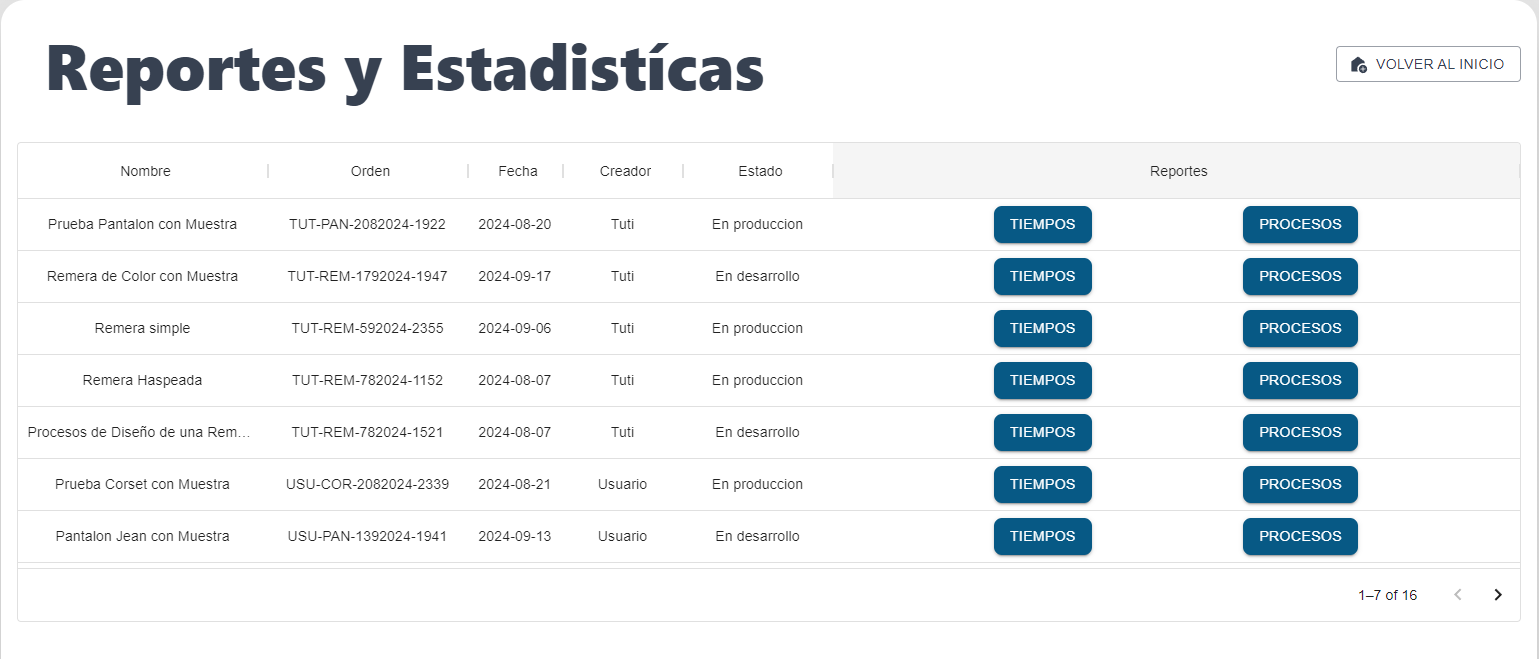 Reportes y Estadistícas
VOLVER AL INICIO
Nombre Orden Fecha Creador Estado Reportes
Prueba Pantalon con Muestra TUT-PAN-2082024-1922 2024-08-20 Tuti En produccion TIEMPOS PROCESOS
Remera de Color con Muestra TUT-REM-1792024-1947 2024-09-17 Tuti En desarrollo TIEMPOS PROCESOS
Remera simple TUT-REM-592024-2355 2024-09-06 Tuti En produccion TIEMPOS PROCESOS
Remera Haspeada TUT-REM-782024-1152 2024-08-07 Tuti En produccion TIEMPOS PROCESOS
Procesos de Diseño de una Rem... TUT-REM-782024-1521 2024-08-07 Tuti En desarrollo TIEMPOS PROCESOS
Prueba Corset con Muestra USU-COR-2082024-2339 2024-08-21 Usuario En produccion TIEMPOS PROCESOS
Pantalon Jean con Muestra USU-PAN-1392024-1941 2024-09-13 Usuario En desarrollo TIEMPOS PROCESOS
1–7 of 16